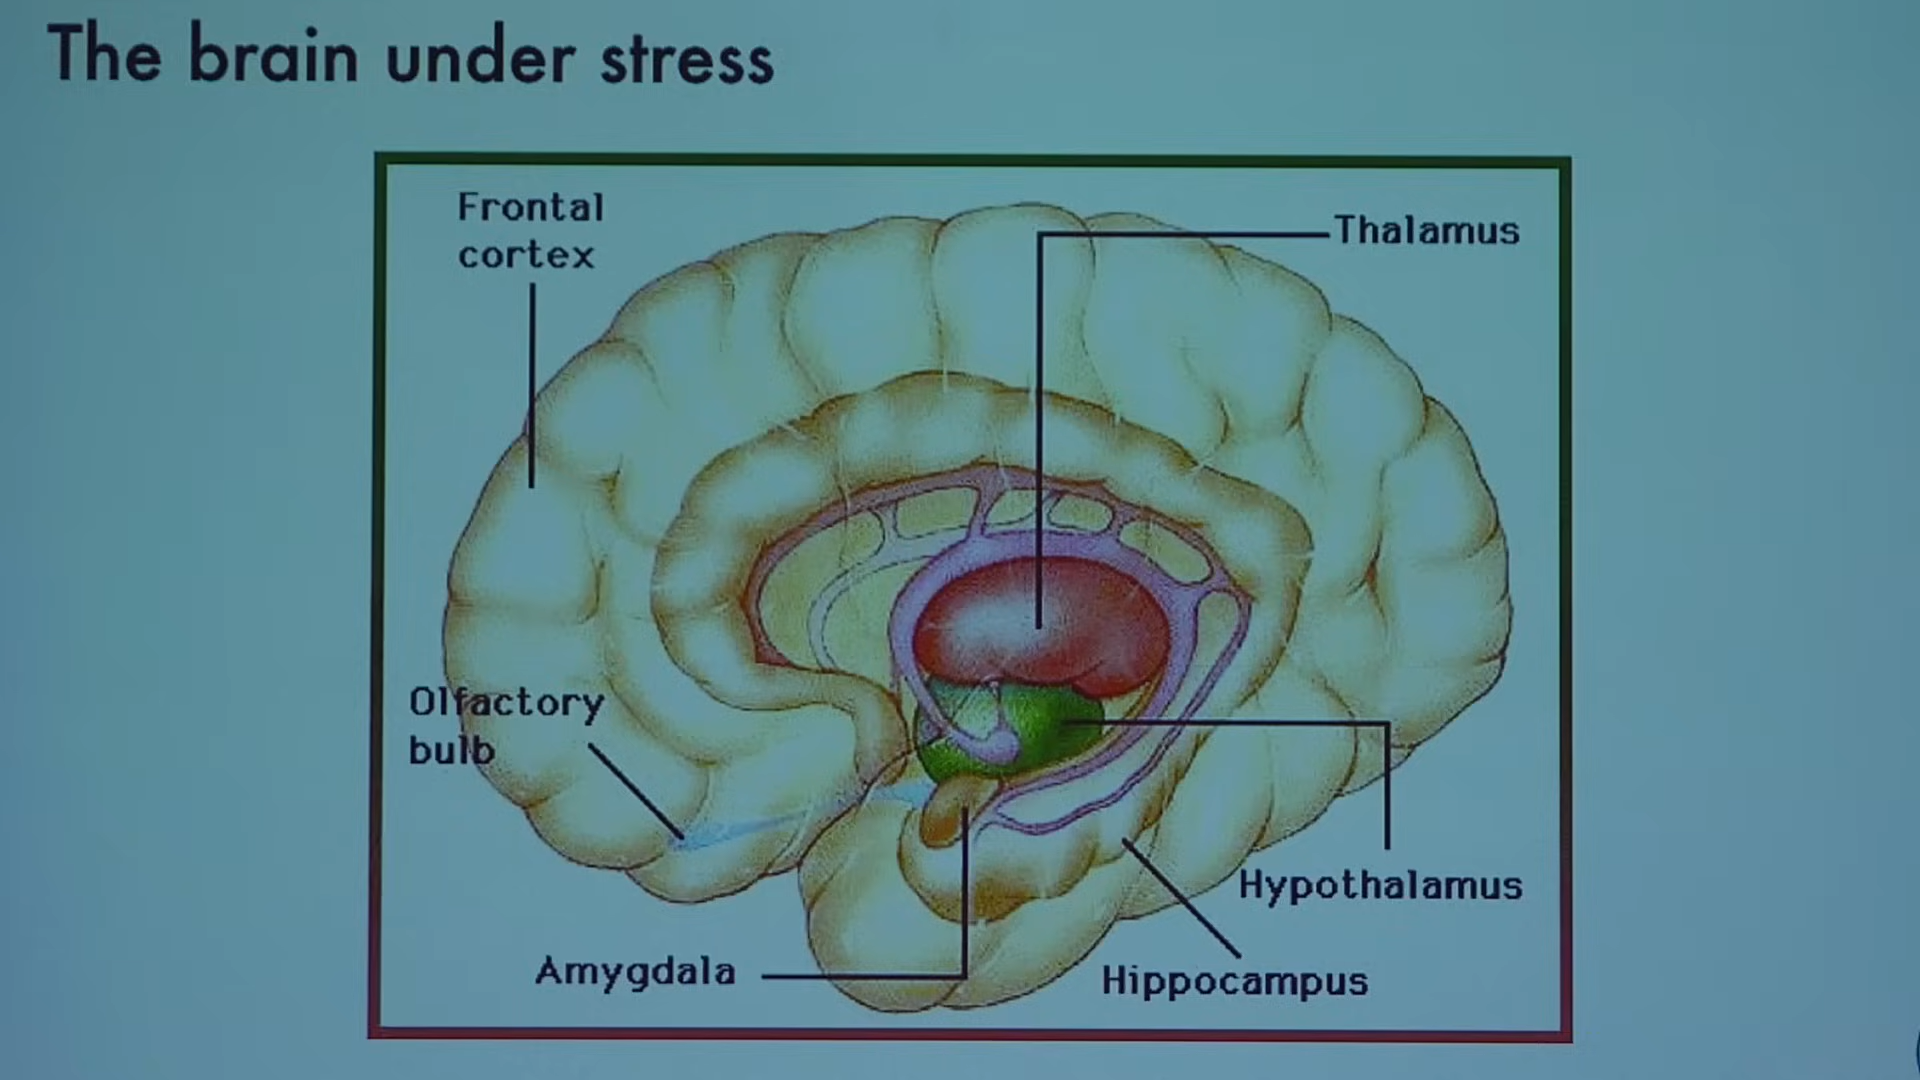 The brain under stress
Frontal
cortex
Thalamus
Olfactory
bulb
Hypothalamus
Amygdala
Hippocampus